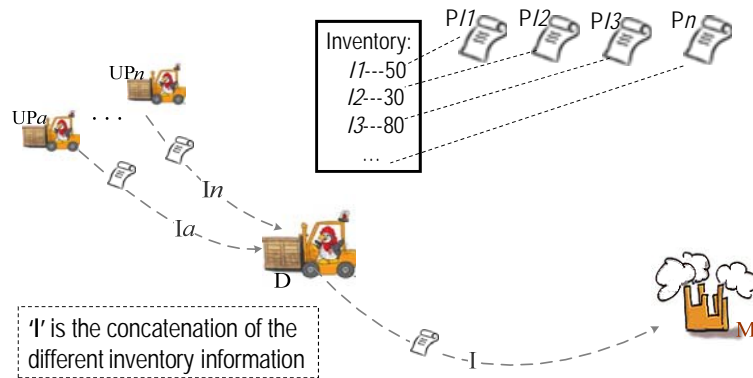 PI1 PI2 PI3 Pn
Inventory:
I1---50
I2---30
I3---80
...
UPn
UPa
. . .
In
Ia
D
M
I
'I' is the concatenation of the
different inventory information